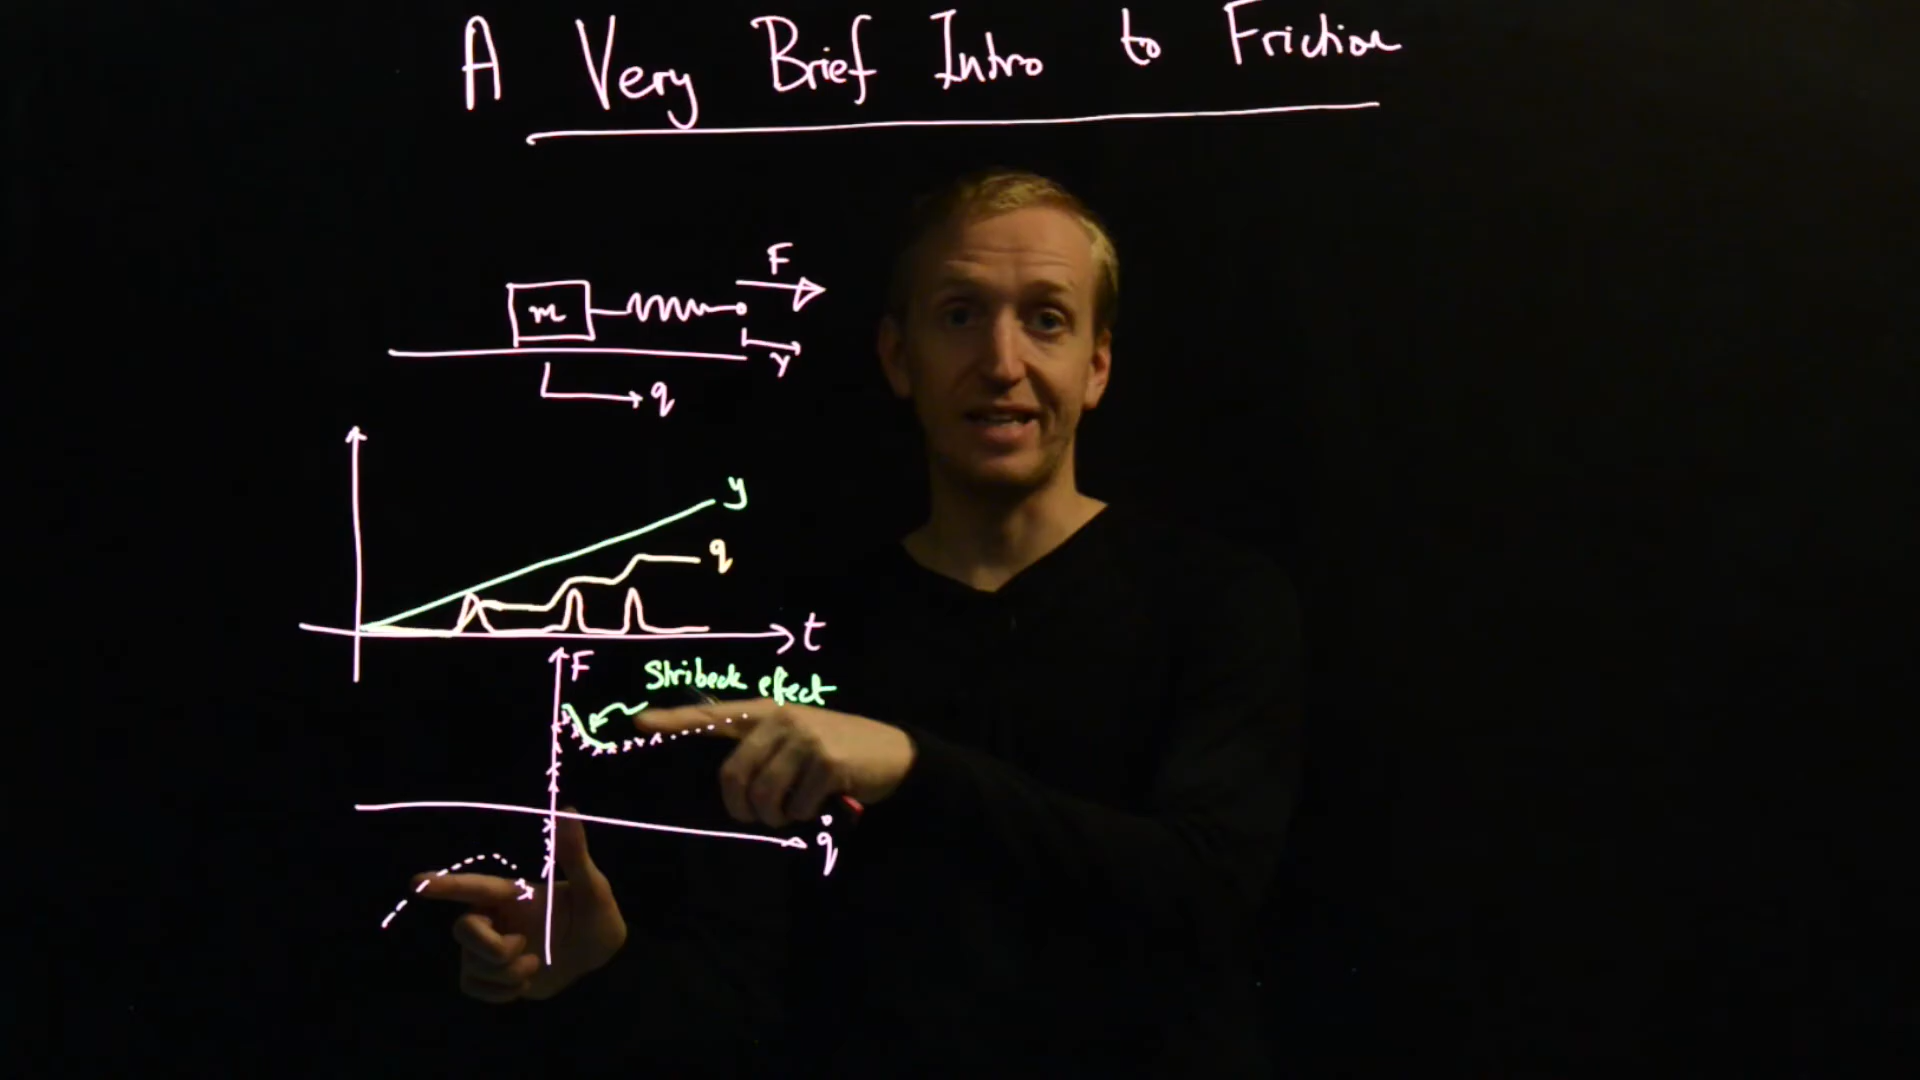 A Very Brief Intro to Friction
F
m
y
q
y
q
t
F
Stribeck effect
q̇